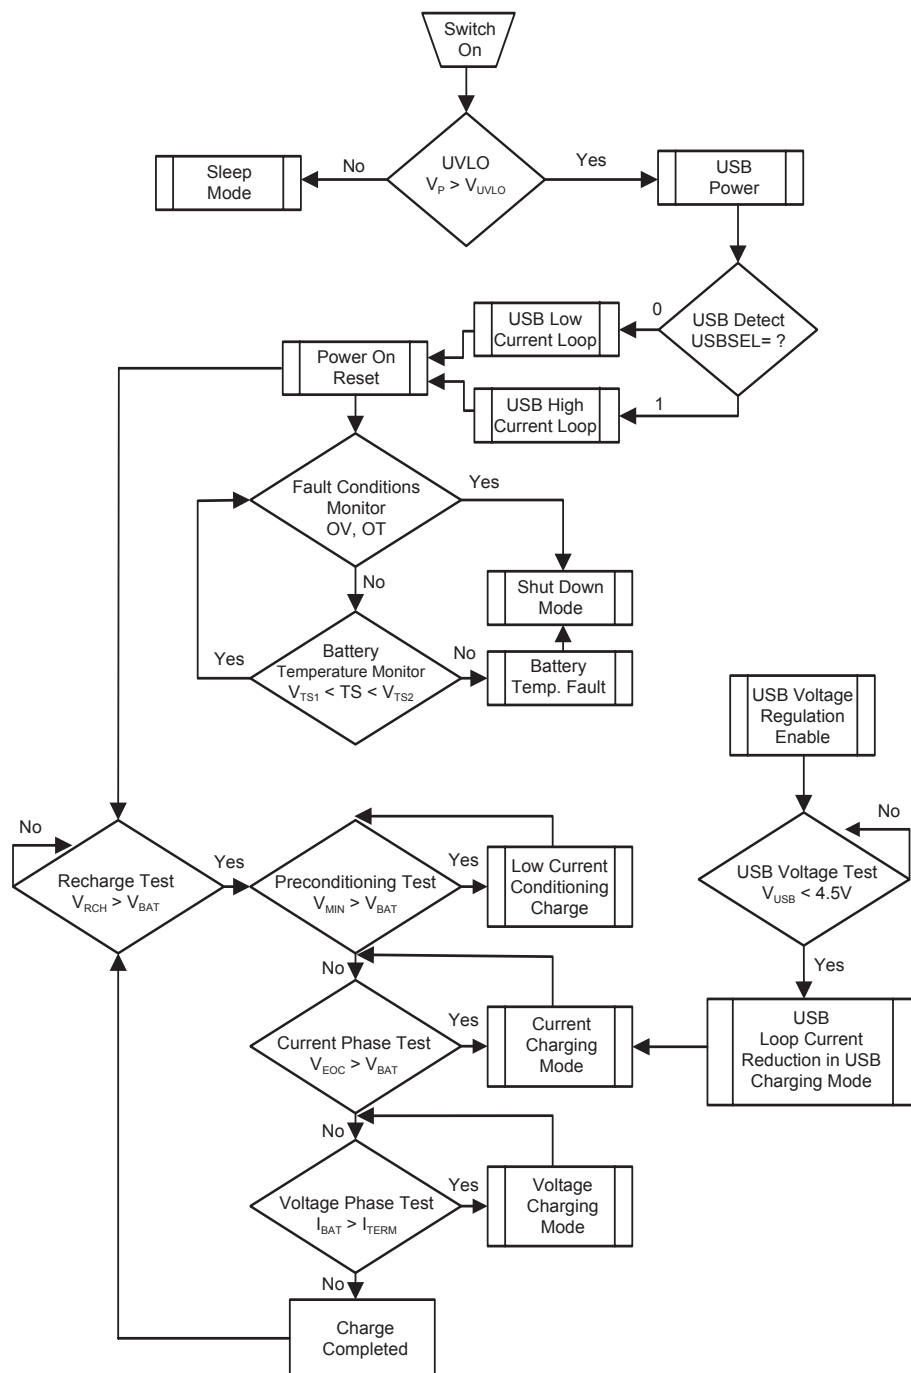 Switch
On
UVLO
V_P > V_UVLO
No
Yes
Sleep
Mode
USB
Power
USB Detect
USBSEL= ?
0
1
USB Low
Current Loop
USB High
Current Loop
Power On
Reset
Fault Conditions
Monitor
OV, OT
Yes
No
Shut Down
Mode
Battery
Temperature Monitor
V_TS1 < TS < V_TS2
Yes
No
Battery
Temp. Fault
USB Voltage
Regulation
Enable
No
Recharge Test
V_RCH > V_BAT
Yes
Preconditioning Test
V_MIN > V_BAT
Yes
Low Current
Conditioning
Charge
No
USB Voltage Test
V_USB < 4.5V
No
Yes
Current Phase Test
V_EOC > V_BAT
Yes
Current
Charging
Mode
USB
Loop Current
Reduction in USB
Charging Mode
No
Voltage Phase Test
I_BAT > I_TERM
Yes
Voltage
Charging
Mode
No
Charge
Completed